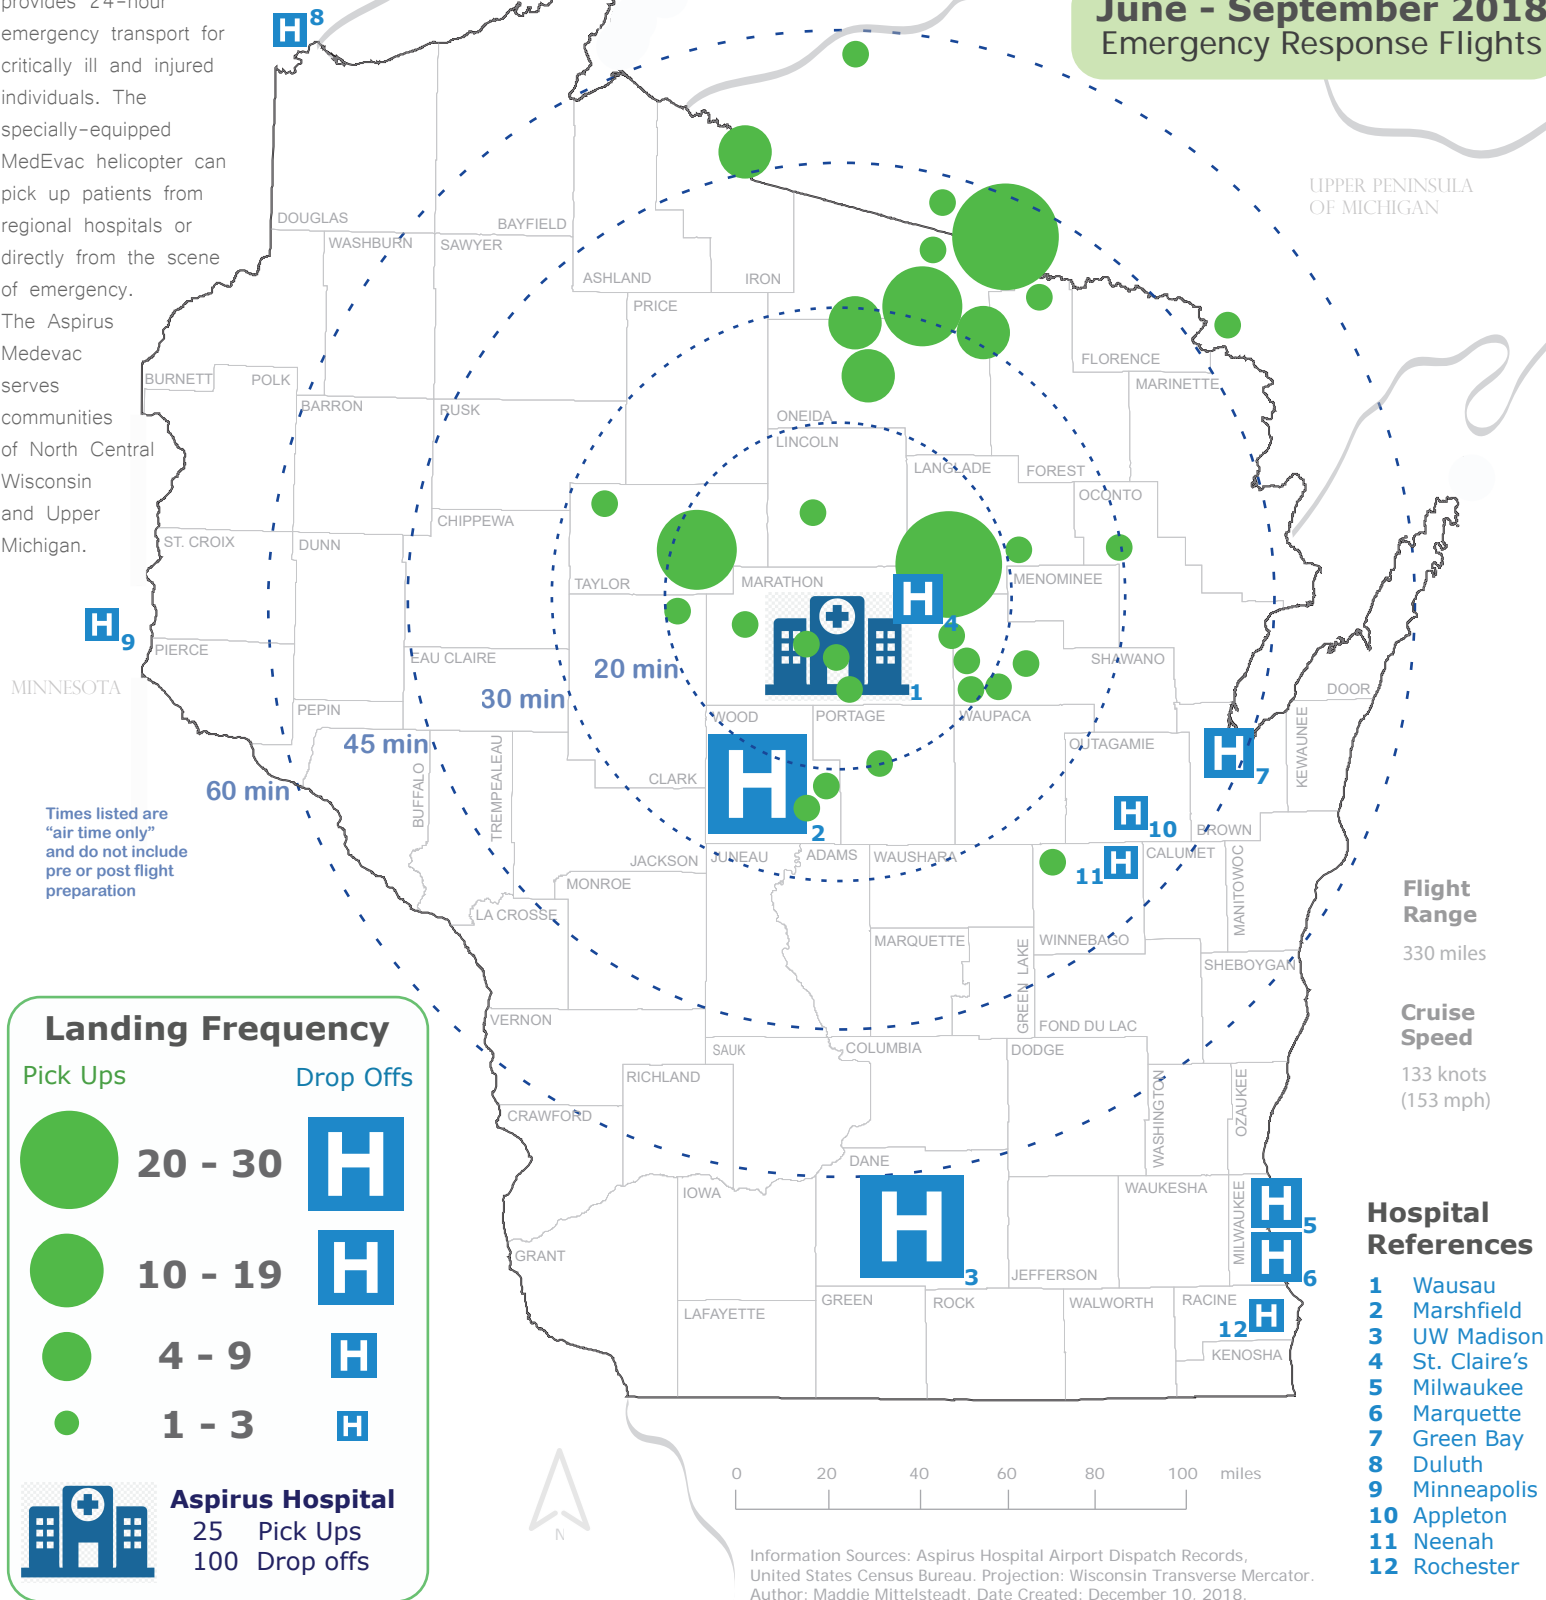 provides 24-hour
emergency transport for
critically ill and injured
individuals. The
specially-equipped
MedEvac helicopter can
pick up patients from
regional hospitals or
directly from the scene
of emergency.
The Aspirus
Medevac
serves
communities
of North Central
Wisconsin
and Upper
Michigan.
June - September 2018
Emergency Response Flights
UPPER PENINSULA
OF MICHIGAN
MINNESOTA
H 8
H 9
DOUGLAS
BAYFIELD
WASHBURN
SAWYER
ASHLAND
IRON
PRICE
FLORENCE
MARINETTE
BURNETT
POLK
BARRON
RUSK
ONEIDA
LINCOLN
LANGLADE
FOREST
OCONTO
CHIPPEWA
ST. CROIX
DUNN
TAYLOR
MARATHON
MENOMINEE
H 4
1
PIERCE
EAU CLAIRE
SHAWANO
DOOR
PEPIN
WOOD
PORTAGE
WAUPACA
OUTAGAMIE
KEWAUNEE
H 7
BUFFALO
TREMPEALEAU
CLARK
H 2
H 10
BROWN
JACKSON
JUNEAU
ADAMS
WAUSHARA
11 H
CALUMET
MANITOWOC
MONROE
LA CROSSE
MARQUETTE
GREEN LAKE
WINNEBAGO
SHEBOYGAN
VERNON
FOND DU LAC
SAUK
COLUMBIA
DODGE
RICHLAND
WASHINGTON
OZAUKEE
CRAWFORD
DANE
IOWA
WAUKESHA
MILWAUKEE
H 3
H 5
H 6
GRANT
JEFFERSON
LAFAYETTE
GREEN
ROCK
WALWORTH
RACINE
12 H
KENOSHA
20 min
30 min
45 min
60 min
Times listed are
“air time only”
and do not include
pre or post flight
preparation
Flight
Range
330 miles
Cruise
Speed
133 knots
(153 mph)
Landing Frequency
Pick Ups Drop Offs
20 - 30 H
10 - 19 H
4 - 9 H
1 - 3 H
Aspirus Hospital
25 Pick Ups
100 Drop offs
N
0 20 40 60 80 100 miles
Hospital
References
1 Wausau
2 Marshfield
3 UW Madison
4 St. Claire’s
5 Milwaukee
6 Marquette
7 Green Bay
8 Duluth
9 Minneapolis
10 Appleton
11 Neenah
12 Rochester
Information Sources: Aspirus Hospital Airport Dispatch Records,
United States Census Bureau. Projection: Wisconsin Transverse Mercator.
Author: Maddie Mittelsteadt. Date Created: December 10, 2018.